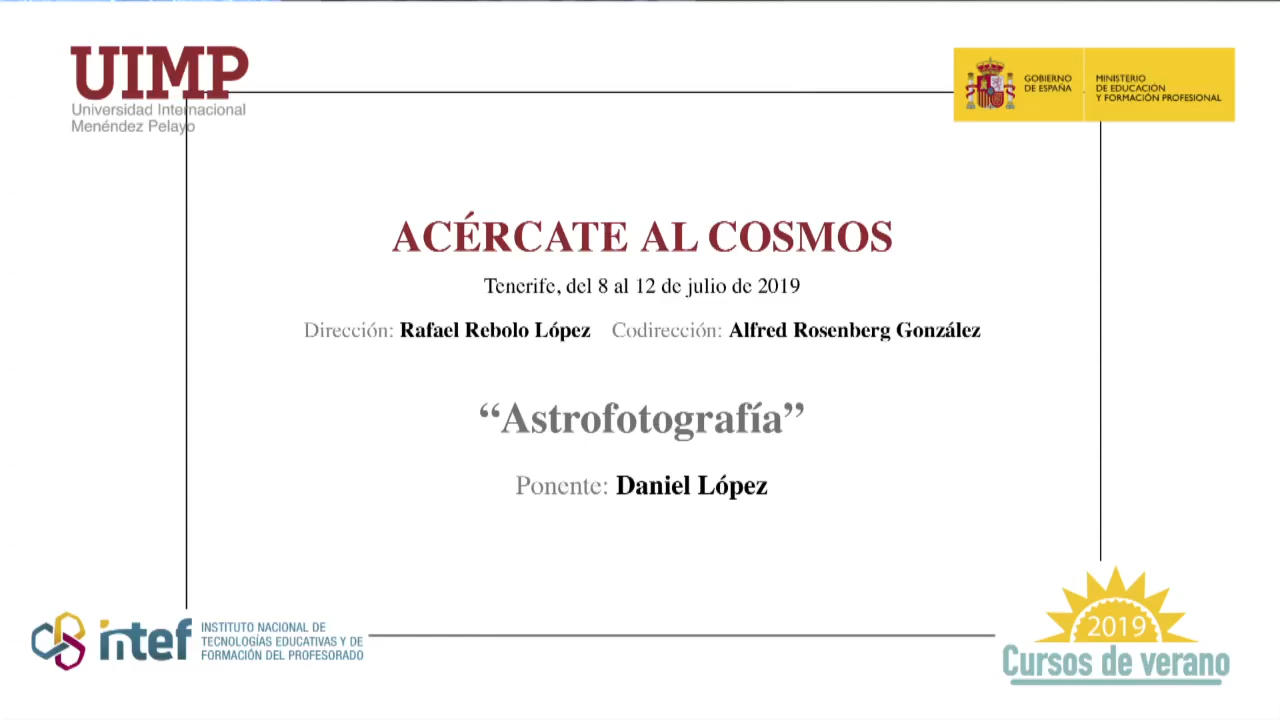 UIMP
Universidad Internacional
Menéndez Pelayo
GOBIERNO
DE ESPAÑA
MINISTERIO
DE EDUCACIÓN
Y FORMACIÓN PROFESIONAL
ACÉRCATE AL COSMOS
Tenerife, del 8 al 12 de julio de 2019
Dirección: Rafael Rebolo López Codirección: Alfred Rosenberg González
“Astrofotografía”
Ponente: Daniel López
intef
INSTITUTO NACIONAL DE
TECNOLOGÍAS EDUCATIVAS Y DE
FORMACIÓN DEL PROFESORADO
2019
Cursos de verano